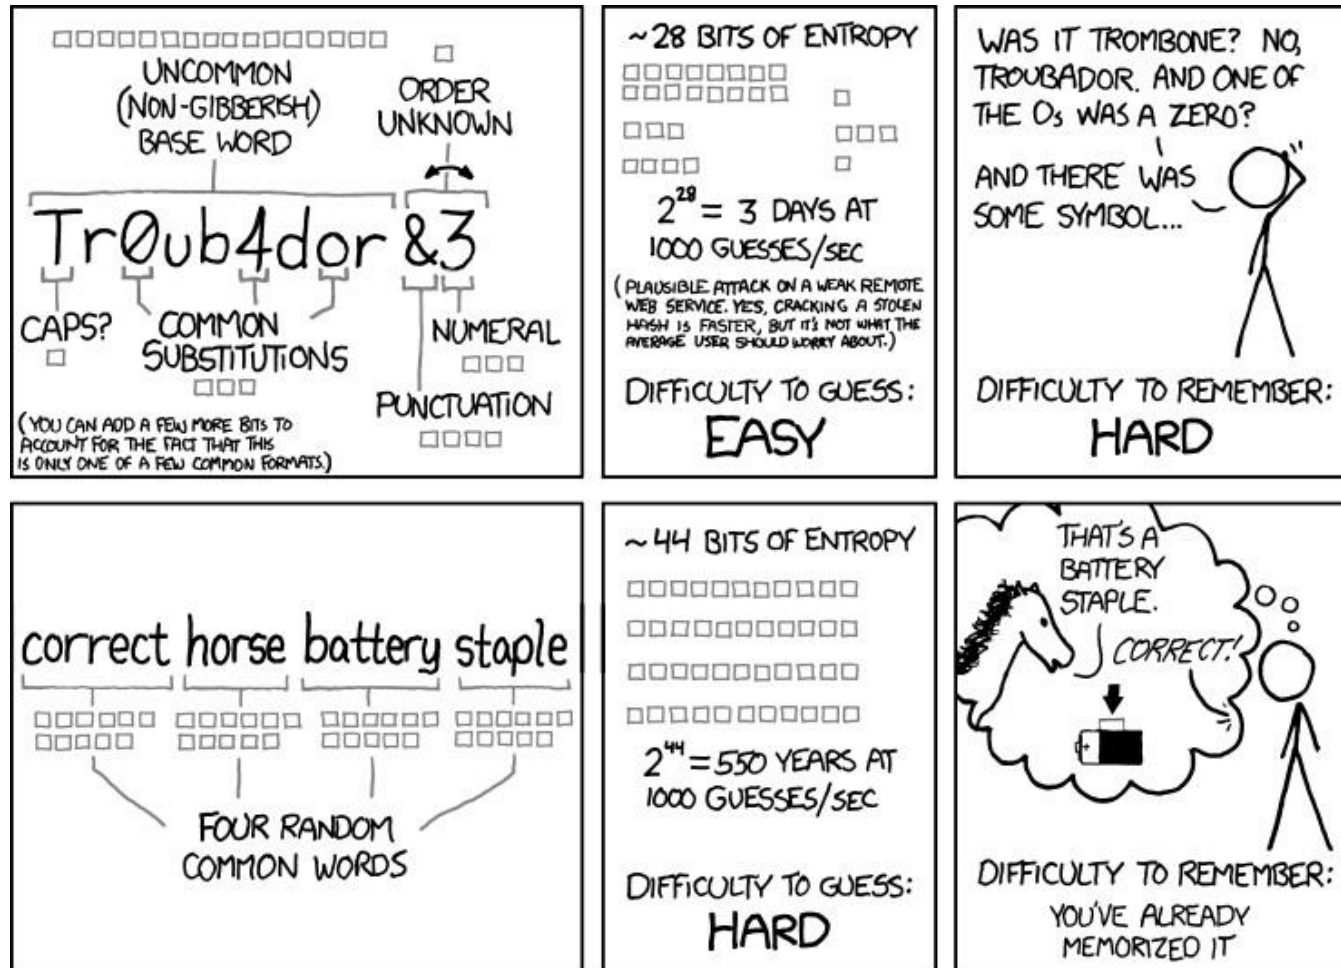 UNCOMMON
(NON-GIBBERISH)
BASE WORD
ORDER
UNKNOWN
Tr0ub4dor &3
CAPS?
COMMON
SUBSTITUTIONS
NUMERAL
PUNCTUATION
(YOU CAN ADD A FEW MORE BITS TO
ACCOUNT FOR THE FACT THAT THIS
IS ONLY ONE OF A FEW COMMON FORMATS.)
~28 BITS OF ENTROPY
2²⁸ = 3 DAYS AT
1000 GUESSES/SEC
(PLAUSIBLE ATTACK ON A WEAK REMOTE
WEB SERVICE. YES, CRACKING A STOLEN
HASH IS FASTER, BUT IT'S NOT WHAT THE
AVERAGE USER SHOULD WORRY ABOUT.)
DIFFICULTY TO GUESS:
EASY
WAS IT TROMBONE? NO,
TROUBADOR. AND ONE OF
THE Os WAS A ZERO?
AND THERE WAS
SOME SYMBOL...
DIFFICULTY TO REMEMBER:
HARD
correct horse battery staple
FOUR RANDOM
COMMON WORDS
~44 BITS OF ENTROPY
2⁴⁴ = 550 YEARS AT
1000 GUESSES/SEC
DIFFICULTY TO GUESS:
HARD
THAT'S A
BATTERY
STAPLE.
CORRECT!
+
DIFFICULTY TO REMEMBER:
YOU'VE ALREADY
MEMORIZED IT